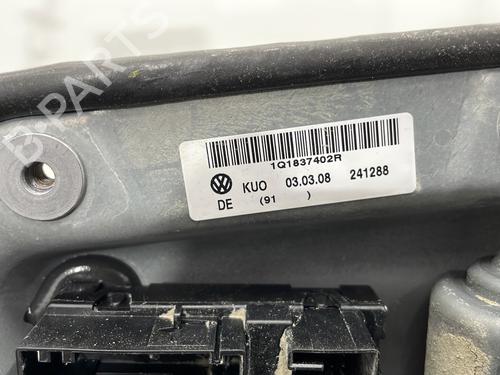 B-PARTS
1Q1837402R
KUO 03.03.08 241288
DE (91 )